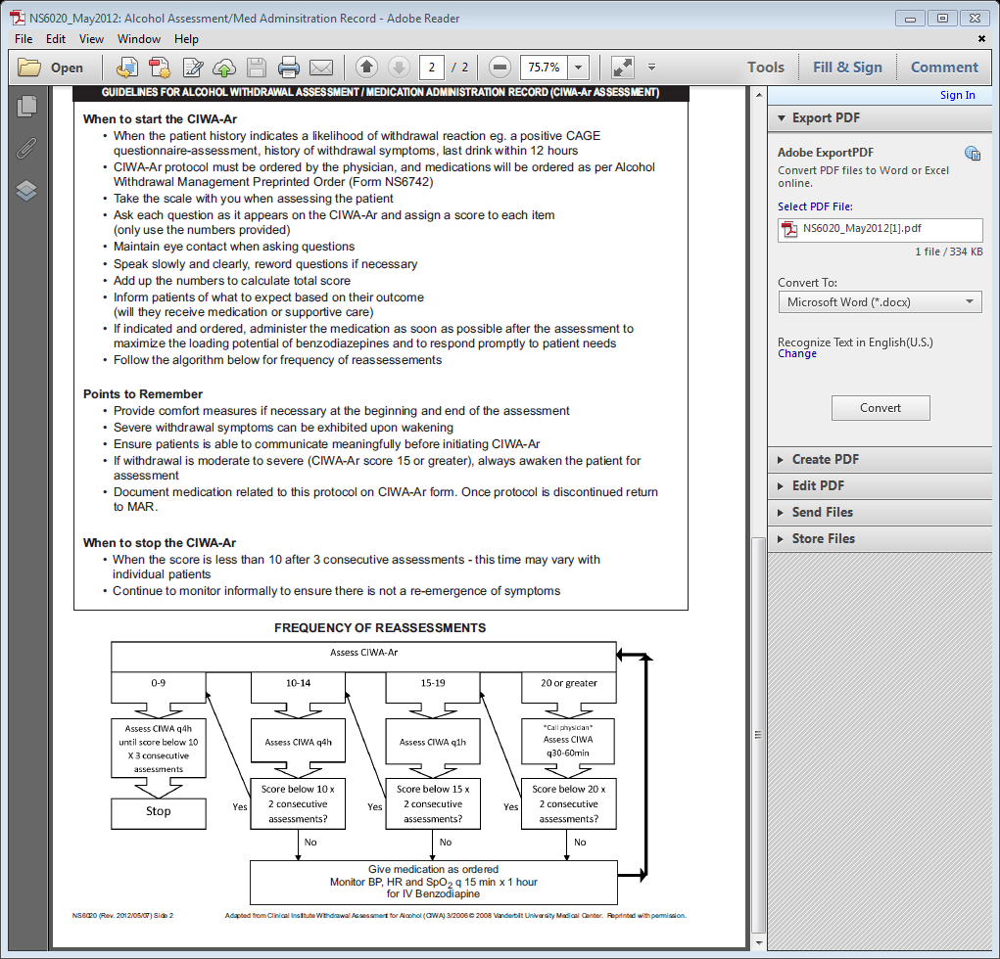 NS6020_May2012: Alcohol Assessment/Med Adminsitration Record - Adobe Reader
File Edit View Window Help
Open 2 / 2 75.7% Tools Fill & Sign Comment
Sign In
Export PDF
Adobe ExportPDF
Convert PDF files to Word or Excel
online.
Select PDF File:
NS6020_May2012[1].pdf
1 file / 334 KB
Convert To:
Microsoft Word (*.docx)
Recognize Text in English(U.S.)
Change
Convert
Create PDF
Edit PDF
Send Files
Store Files
GUIDELINES FOR ALCOHOL WITHDRAWAL ASSESSMENT / MEDICATION ADMINISTRATION RECORD (CIWA-Ar ASSESSMENT)
When to start the CIWA-Ar
• When the patient history indicates a likelihood of withdrawal reaction eg. a positive CAGE
questionnaire-assessment, history of withdrawal symptoms, last drink within 12 hours
• CIWA-Ar protocol must be ordered by the physician, and medications will be ordered as per Alcohol
Withdrawal Management Preprinted Order (Form NS6742)
• Take the scale with you when assessing the patient
• Ask each question as it appears on the CIWA-Ar and assign a score to each item
(only use the numbers provided)
• Maintain eye contact when asking questions
• Speak slowly and clearly, reword questions if necessary
• Add up the numbers to calculate total score
• Inform patients of what to expect based on their outcome
(will they receive medication or supportive care)
• If indicated and ordered, administer the medication as soon as possible after the assessment to
maximize the loading potential of benzodiazepines and to respond promptly to patient needs
• Follow the algorithm below for frequency of reassessements
Points to Remember
• Provide comfort measures if necessary at the beginning and end of the assessment
• Severe withdrawal symptoms can be exhibited upon wakening
• Ensure patients is able to communicate meaningfully before initiating CIWA-Ar
• If withdrawal is moderate to severe (CIWA-Ar score 15 or greater), always awaken the patient for
assessment
• Document medication related to this protocol on CIWA-Ar form. Once protocol is discontinued return
to MAR.
When to stop the CIWA-Ar
• When the score is less than 10 after 3 consecutive assessments - this time may vary with
individual patients
• Continue to monitor informally to ensure there is not a re-emergence of symptoms
FREQUENCY OF REASSESSMENTS
Assess CIWA-Ar
0-9
10-14
15-19
20 or greater
Assess CIWA q4h
until score below 10
X 3 consecutive
assessments
Assess CIWA q4h
Assess CIWA q1h
*Call physician*
Assess CIWA
q30-60min
Stop
Score below 10 x
2 consecutive
assessments?
Score below 15 x
2 consecutive
assessments?
Score below 20 x
2 consecutive
assessments?
Yes
Yes
Yes
No
No
No
Give medication as ordered
Monitor BP, HR and SpO2 q 15 min x 1 hour
for IV Benzodiapine
NS6020 (Rev. 2012/05/07) Side 2
Adapted from Clinical Institute Withdrawal Assessment for Alcohol (CIWA) 3/2006 © 2008 Vanderbilt University Medical Center. Reprinted with permission.